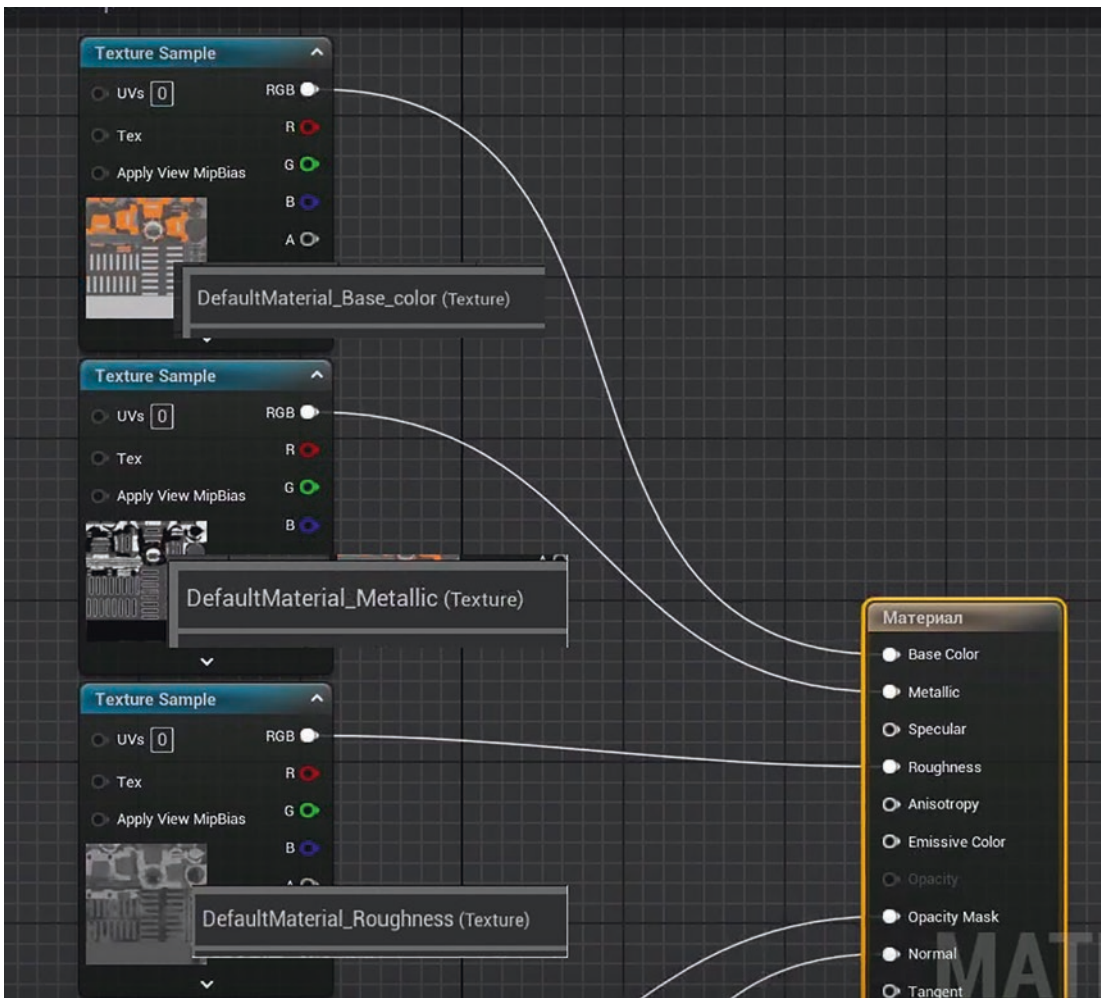 Texture Sample
UVs 0
RGB
R
Tex
G
Apply View MipBias
B
A
DefaultMaterial_Base_color (Texture)
Texture Sample
UVs 0
RGB
R
Tex
G
Apply View MipBias
B
A
DefaultMaterial_Metallic (Texture)
Texture Sample
UVs 0
RGB
R
Tex
G
Apply View MipBias
B
A
DefaultMaterial_Roughness (Texture)
Материал
Base Color
Metallic
Specular
Roughness
Anisotropy
Emissive Color
Opacity
Opacity Mask
Normal
Tangent
MAT